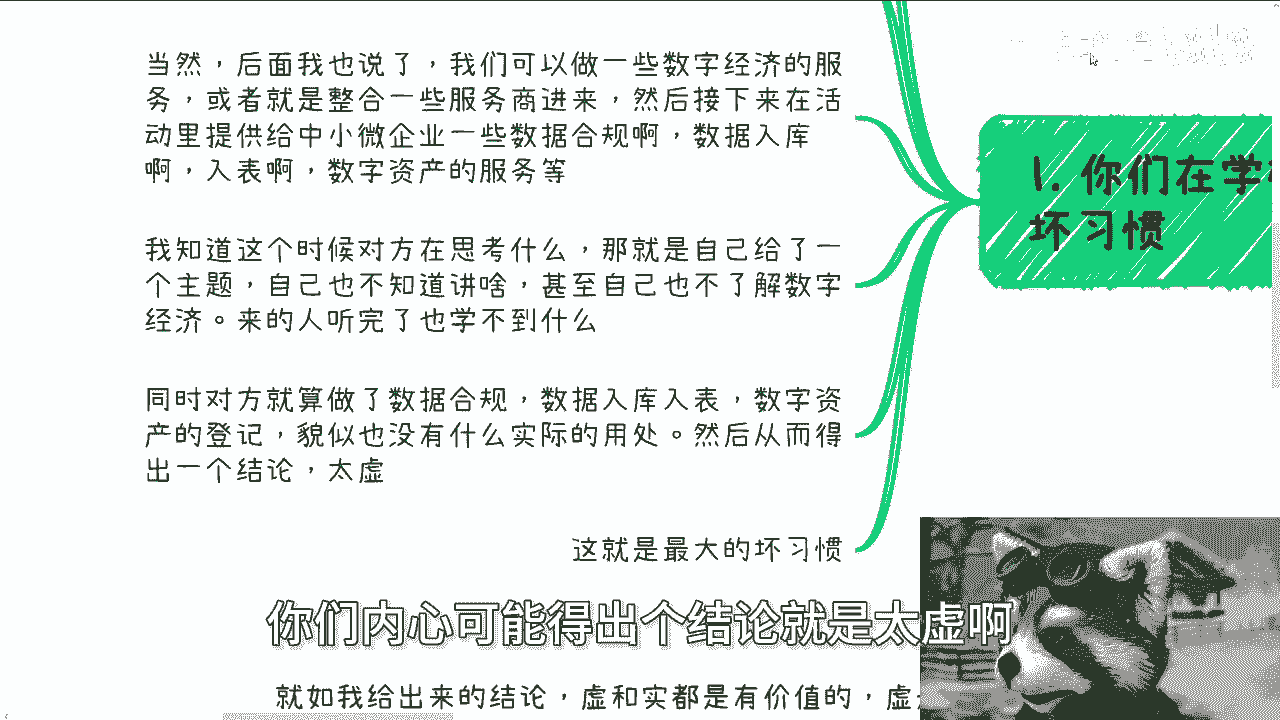 当然，后面我也说了，我们可以做一些数字经济的服
务，或者就是整合一些服务商进来，然后接下来在活
动里提供给中小微企业一些数据合规啊，数据入库
啊，入表啊，数字资产的服务等
我知道这个时候对方在思考什么，那就是自己给了一
个主题，自己也不知道讲啥，甚至自己也不了解数字
经济。来的人听完了也学不到什么
同时对方就算做了数据合规，数据入库入表，数字资
产的登记，貌似也没有什么实际的用处。然后从而得
出一个结论，太虚
这就是最大的坏习惯
就如我给出来的结论，虚和实都是有价值的，虚
1. 你们在学
坏习惯
你们内心可能得出个结论就是太虚啊